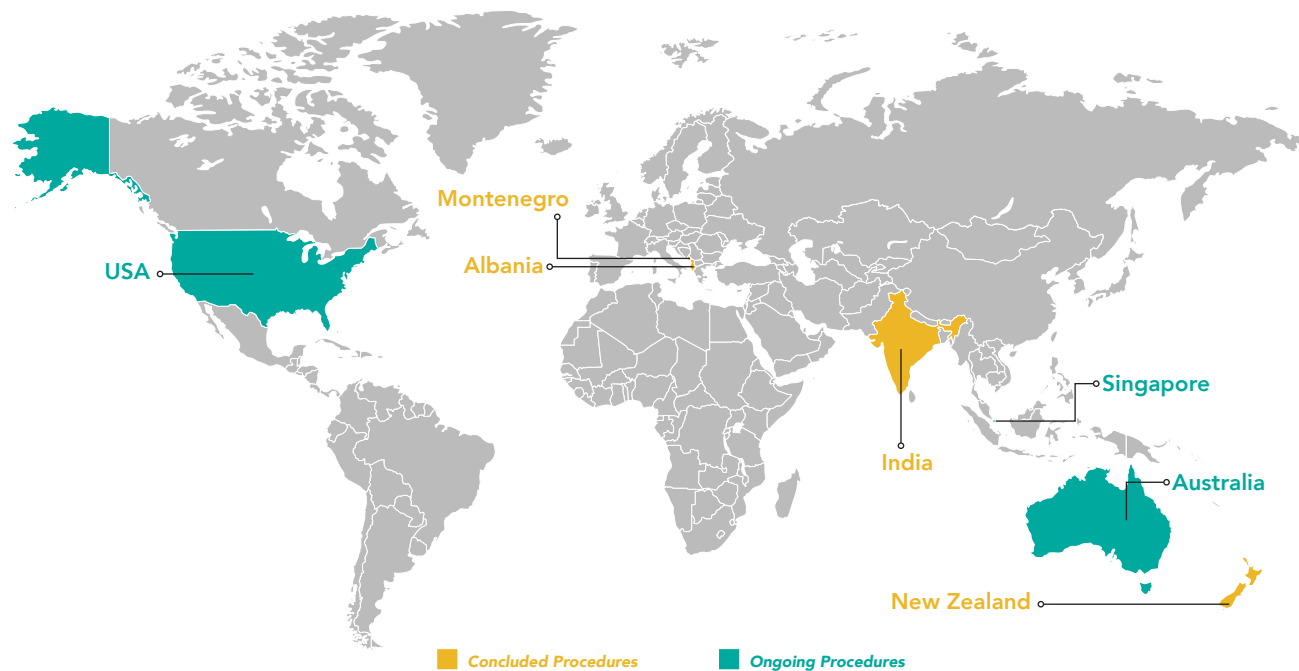 Montenegro
Albania
USA
Singapore
India
Australia
New Zealand
Concluded Procedures
Ongoing Procedures